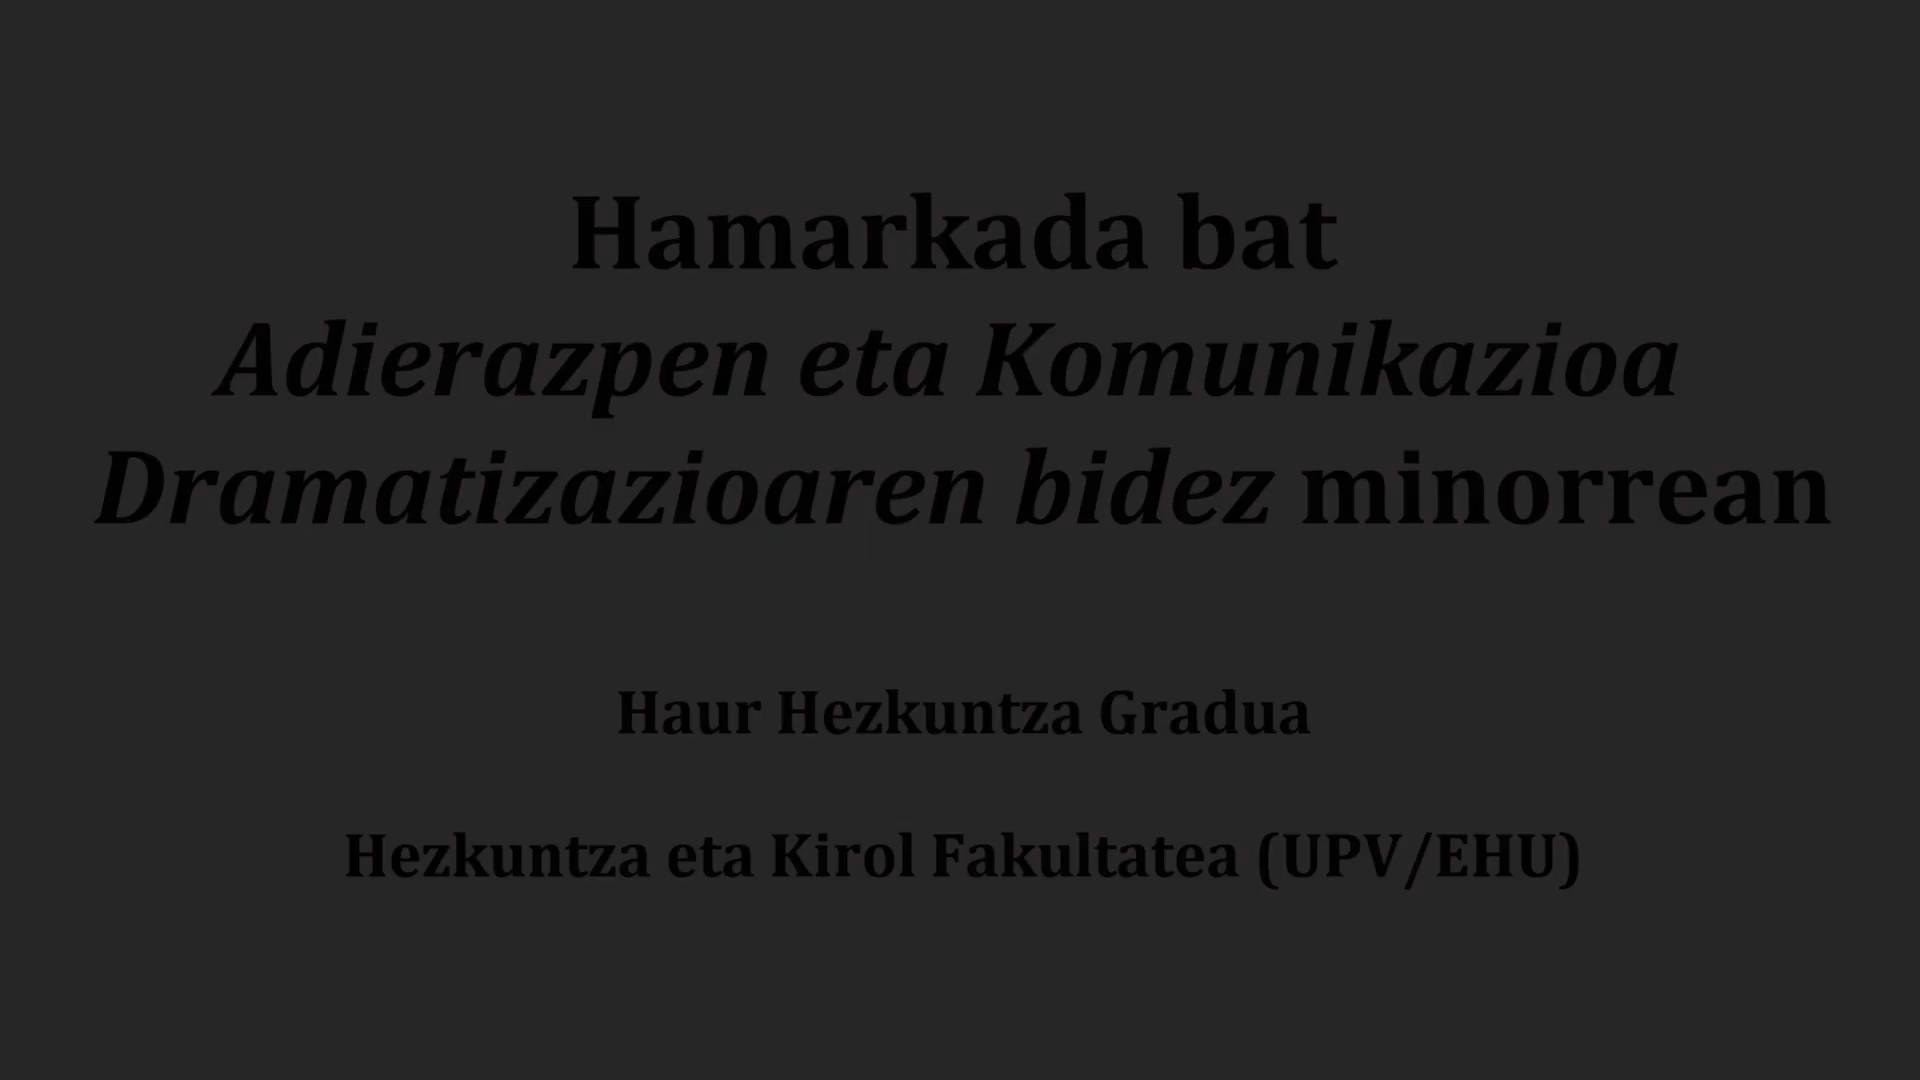 Hamarkada bat
Adierazpen eta Komunikazioa
Dramatizazioaren bidez minorrean
Haur Hezkuntza Gradua
Hezkuntza eta Kirol Fakultatea (UPV/EHU)